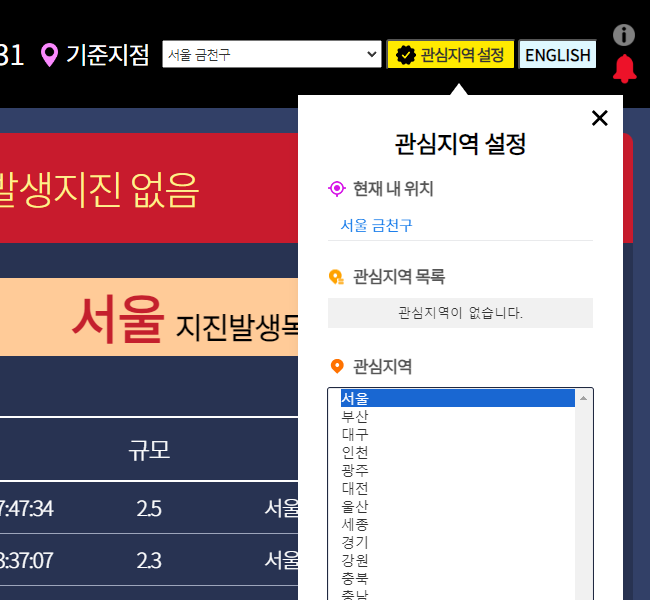 31 기준지점 서울 금천구 관심지역 설정 ENGLISH
관심지역 설정
현재 내 위치
서울 금천구
관심지역 목록
관심지역이 없습니다.
관심지역
서울
부산
대구
인천
광주
대전
울산
세종
경기
강원
충북
충남
발생지진 없음
서울 지진발생목
규모
7:47:34 2.5 서울
3:37:07 2.3 서울